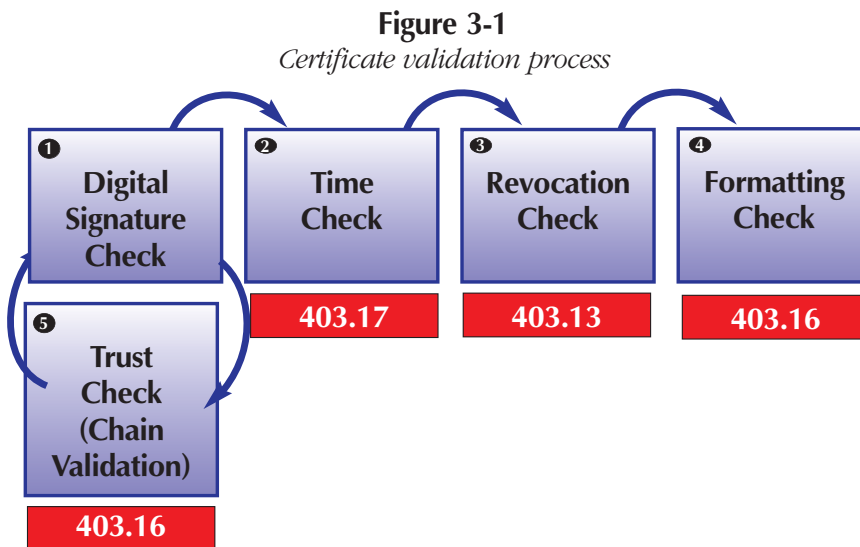 Figure 3-1
Certificate validation process
1
Digital
Signature
Check
2
Time
Check
403.17
3
Revocation
Check
403.13
4
Formatting
Check
403.16
5
Trust
Check
(Chain
Validation)
403.16